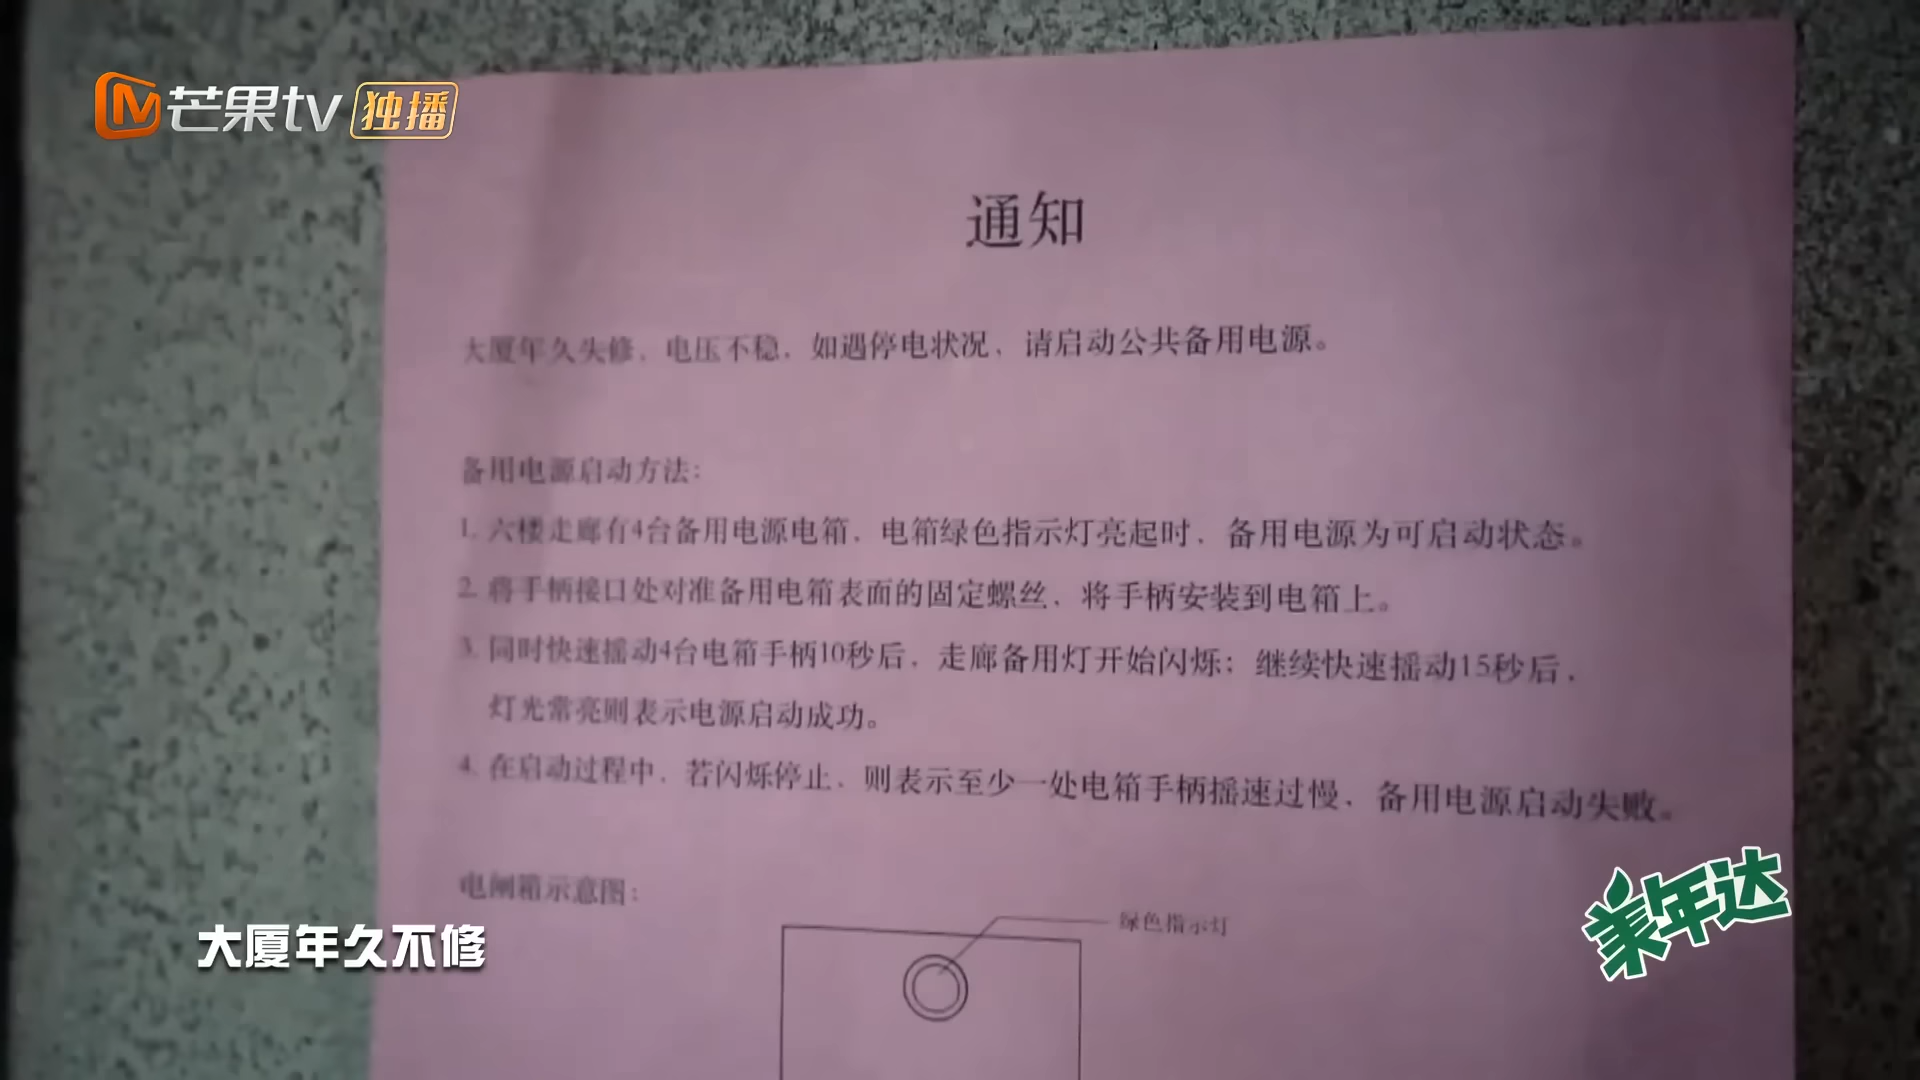 芒果tv 独播
通知
大厦年久失修，电压不稳，如遇停电状况，请启动公共备用电源。
备用电源启动方法：
1. 六楼走廊有4台备用电源电箱，电箱绿色指示灯亮起时，备用电源为可启动状态。
2. 将手柄接口处对准备用电箱表面的固定螺丝，将手柄安装到电箱上。
3. 同时快速摇动4台电箱手柄10秒后，走廊备用灯开始闪烁；继续快速摇动15秒后，
灯光常亮则表示电源启动成功。
4. 在启动过程中，若闪烁停止，则表示至少一处电箱手柄摇速过慢，备用电源启动失败。
电闸箱示意图：
绿色指示灯
大厦年久不修
美年达